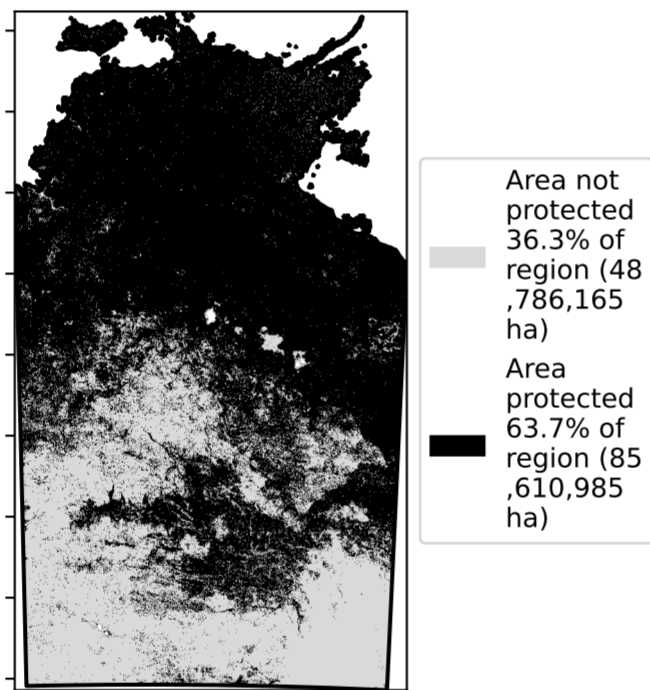 Area not
protected
36.3% of
region (48
,786,165
ha)
Area
protected
63.7% of
region (85
,610,985
ha)